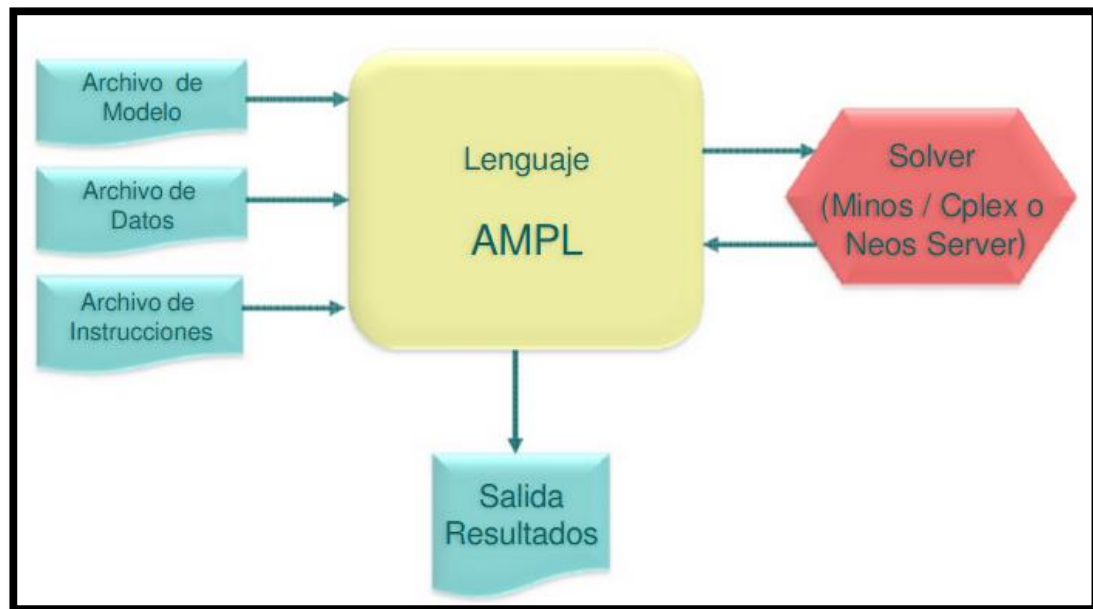 Archivo de
Modelo
Archivo de
Datos
Archivo de
Instrucciones
Lenguaje
AMPL
Solver
(Minos / Cplex o
Neos Server)
Salida
Resultados